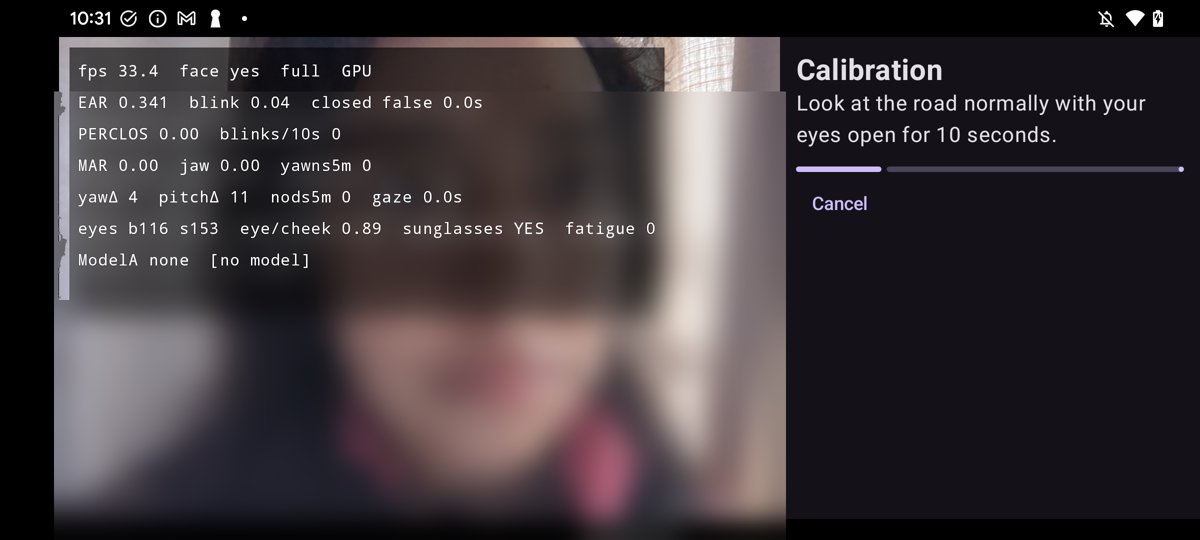 10:31
fps 33.4  face yes  full  GPU
EAR 0.341  blink 0.04  closed false 0.0s
PERCLOS 0.00  blinks/10s 0
MAR 0.00  jaw 0.00  yawns5m 0
yawΔ 4  pitchΔ 11  nods5m 0  gaze 0.0s
eyes b116 s153  eye/cheek 0.89  sunglasses YES  fatigue 0
ModelA none  [no model]
Calibration
Look at the road normally with your
eyes open for 10 seconds.
Cancel